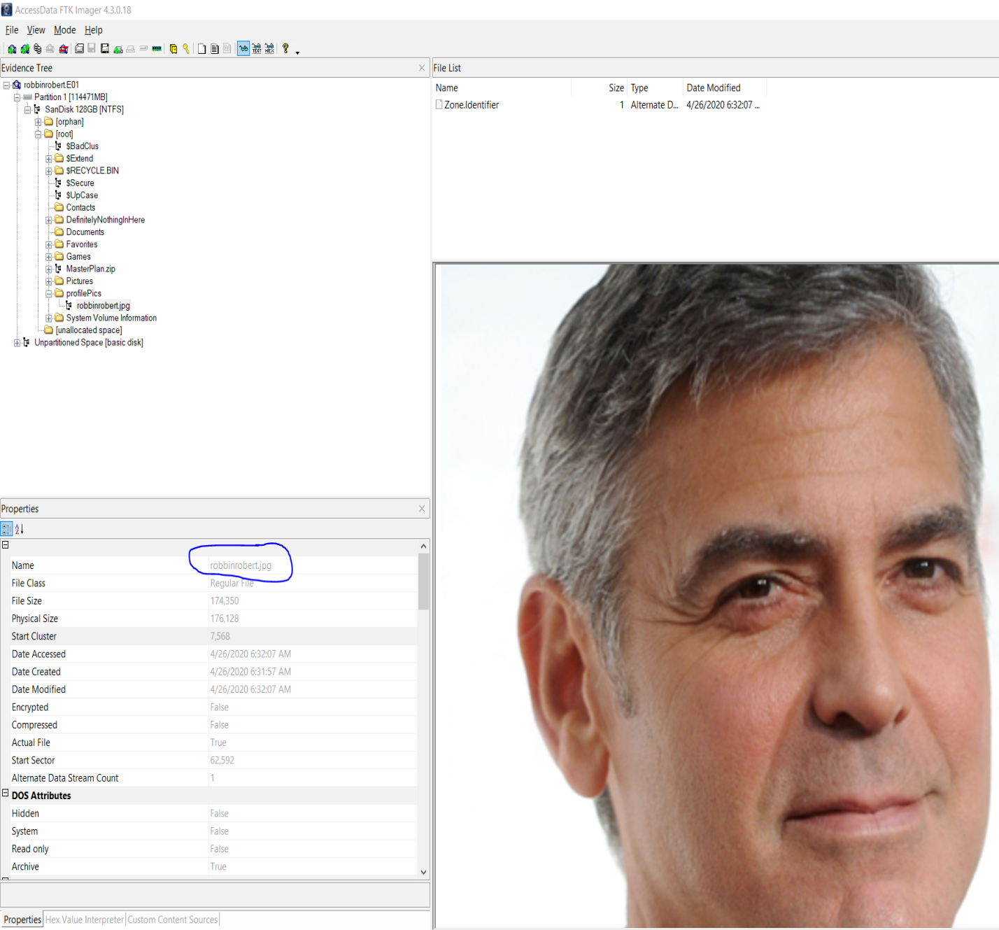 AccessData FTK Imager 4.3.0.18
File View Mode Help
Evidence Tree
robbinrobert.E01
Partition 1 [114471MB]
SanDisk 128GB [NTFS]
[orphan]
[root]
$BadClus
$Extend
$RECYCLE.BIN
$Secure
$UpCase
Contacts
DefinitelyNothingInHere
Documents
Favorites
Games
MasterPlan.zip
Pictures
profilePics
robbinrobert.jpg
System Volume Information
[unallocated space]
Unpartitioned Space [basic disk]
File List
Name Size Type Date Modified
Zone.Identifier 1 Alternate D... 4/26/2020 6:32:07 ...
Properties
Name robbinrobert.jpg
File Class Regular File
File Size 174,350
Physical Size 176,128
Start Cluster 7,568
Date Accessed 4/26/2020 6:32:07 AM
Date Created 4/26/2020 6:31:57 AM
Date Modified 4/26/2020 6:32:07 AM
Encrypted False
Compressed False
Actual File True
Start Sector 62,592
Alternate Data Stream Count 1
DOS Attributes
Hidden False
System False
Read only False
Archive True
Properties Hex Value Interpreter Custom Content Sources